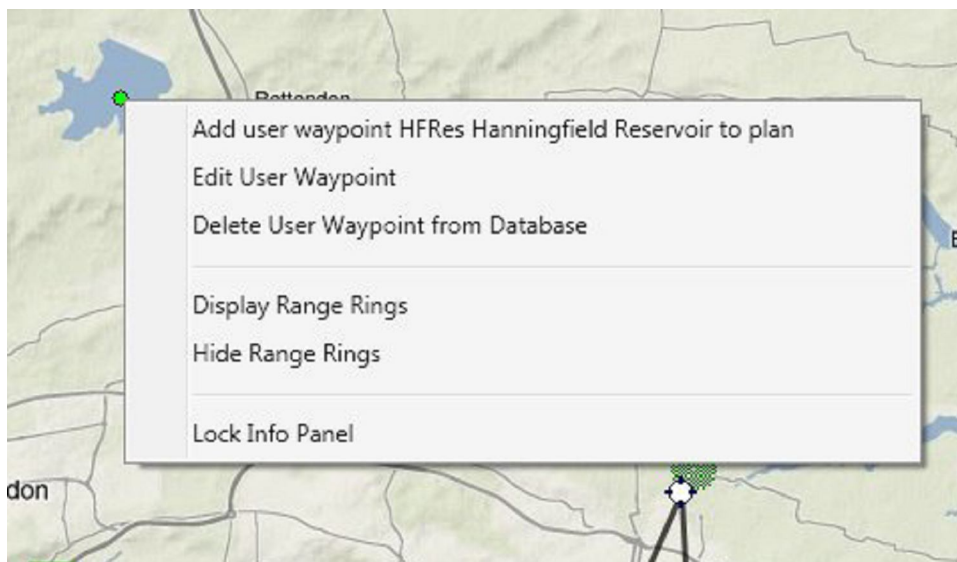 Add user waypoint HFRes Hanningfield Reservoir to plan
Edit User Waypoint
Delete User Waypoint from Database
Display Range Rings
Hide Range Rings
Lock Info Panel
don